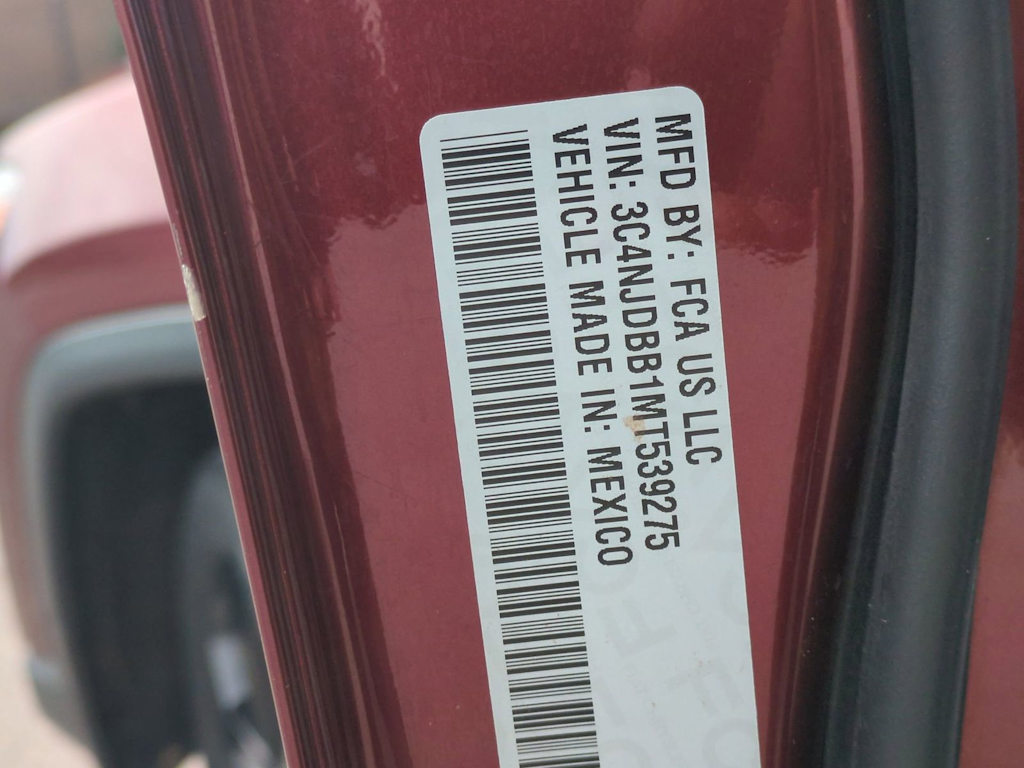 MFD BY: FCA US LLC
VIN: 3C4NJDBB1MT539275
VEHICLE MADE IN: MEXICO